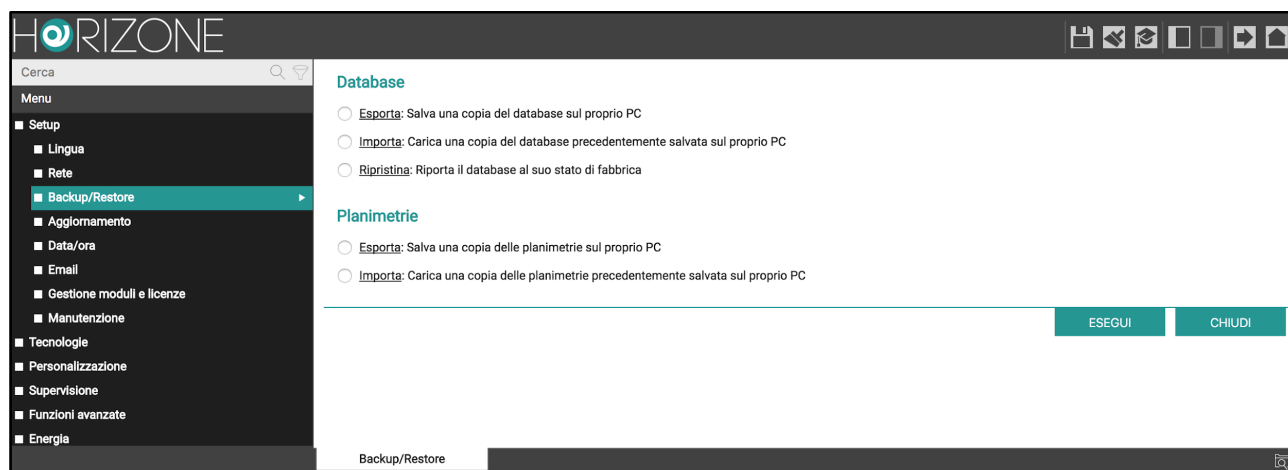 HORIZONE
Cerca
Menu
Setup
Lingua
Rete
Backup/Restore
Aggiornamento
Data/ora
Email
Gestione moduli e licenze
Manutenzione
Tecnologie
Personalizzazione
Supervisione
Funzioni avanzate
Energia
Database
Esporta: Salva una copia del database sul proprio PC
Importa: Carica una copia del database precedentemente salvata sul proprio PC
Ripristina: Riporta il database al suo stato di fabbrica
Planimetrie
Esporta: Salva una copia delle planimetrie sul proprio PC
Importa: Carica una copia delle planimetrie precedentemente salvata sul proprio PC
ESEGUI
CHIUDI
Backup/Restore